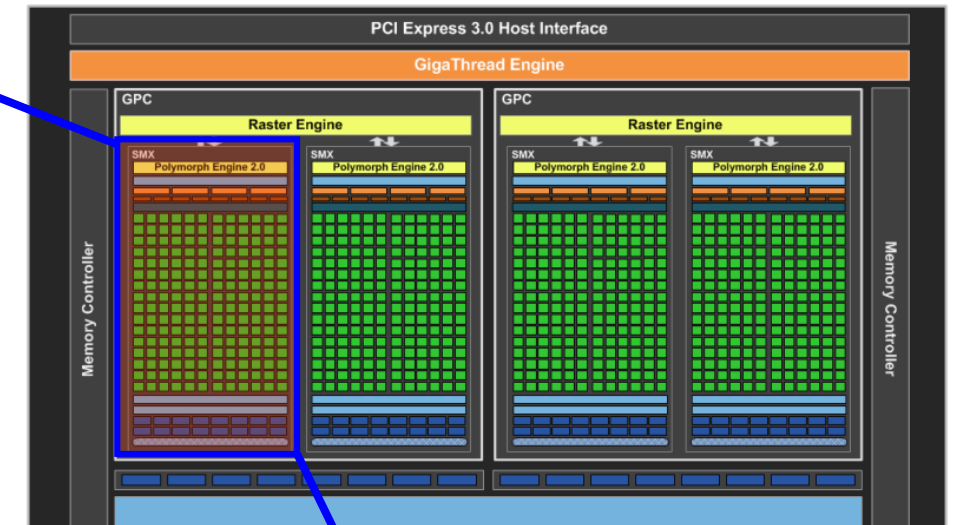 PCI Express 3.0 Host Interface
GigaThread Engine
GPC
GPC
Raster Engine
Raster Engine
SMX
SMX
SMX
SMX
Polymorph Engine 2.0
Polymorph Engine 2.0
Polymorph Engine 2.0
Polymorph Engine 2.0
Memory Controller
Memory Controller